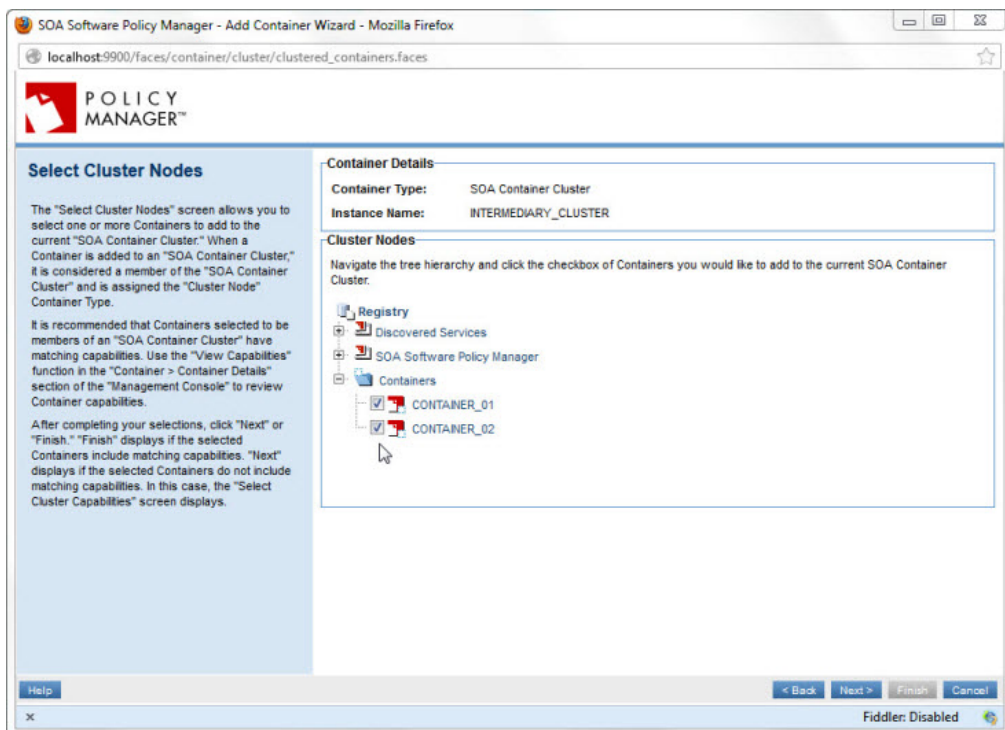 SOA Software Policy Manager - Add Container Wizard - Mozilla Firefox
localhost:9900/faces/container/cluster/clustered_containers.faces
POLICY
MANAGER™
Select Cluster Nodes
The "Select Cluster Nodes" screen allows you to
select one or more Containers to add to the
current "SOA Container Cluster." When a
Container is added to an "SOA Container Cluster,"
it is considered a member of the "SOA Container
Cluster" and is assigned the "Cluster Node"
Container Type.
It is recommended that Containers selected to be
members of an "SOA Container Cluster" have
matching capabilities. Use the "View Capabilities"
function in the "Container > Container Details"
section of the "Management Console" to review
Container capabilities.
After completing your selections, click "Next" or
"Finish." "Finish" displays if the selected
Containers include matching capabilities. "Next"
displays if the selected Containers do not include
matching capabilities. In this case, the "Select
Cluster Capabilities" screen displays.
Container Details
Container Type: SOA Container Cluster
Instance Name: INTERMEDIARY_CLUSTER
Cluster Nodes
Navigate the tree hierarchy and click the checkbox of Containers you would like to add to the current SOA Container
Cluster.
Registry
Discovered Services
SOA Software Policy Manager
Containers
CONTAINER_01
CONTAINER_02
Help
< Back Next > Finish Cancel
x Fiddler: Disabled